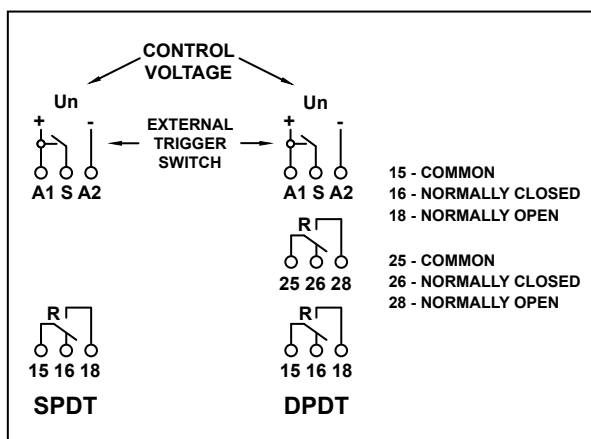 CONTROL
VOLTAGE
Un
Un
+ -
+ -
EXTERNAL
TRIGGER
SWITCH
A1 S A2
A1 S A2
15 - COMMON
16 - NORMALLY CLOSED
18 - NORMALLY OPEN
R
25 26 28
25 - COMMON
26 - NORMALLY CLOSED
28 - NORMALLY OPEN
R
15 16 18
SPDT
R
15 16 18
DPDT